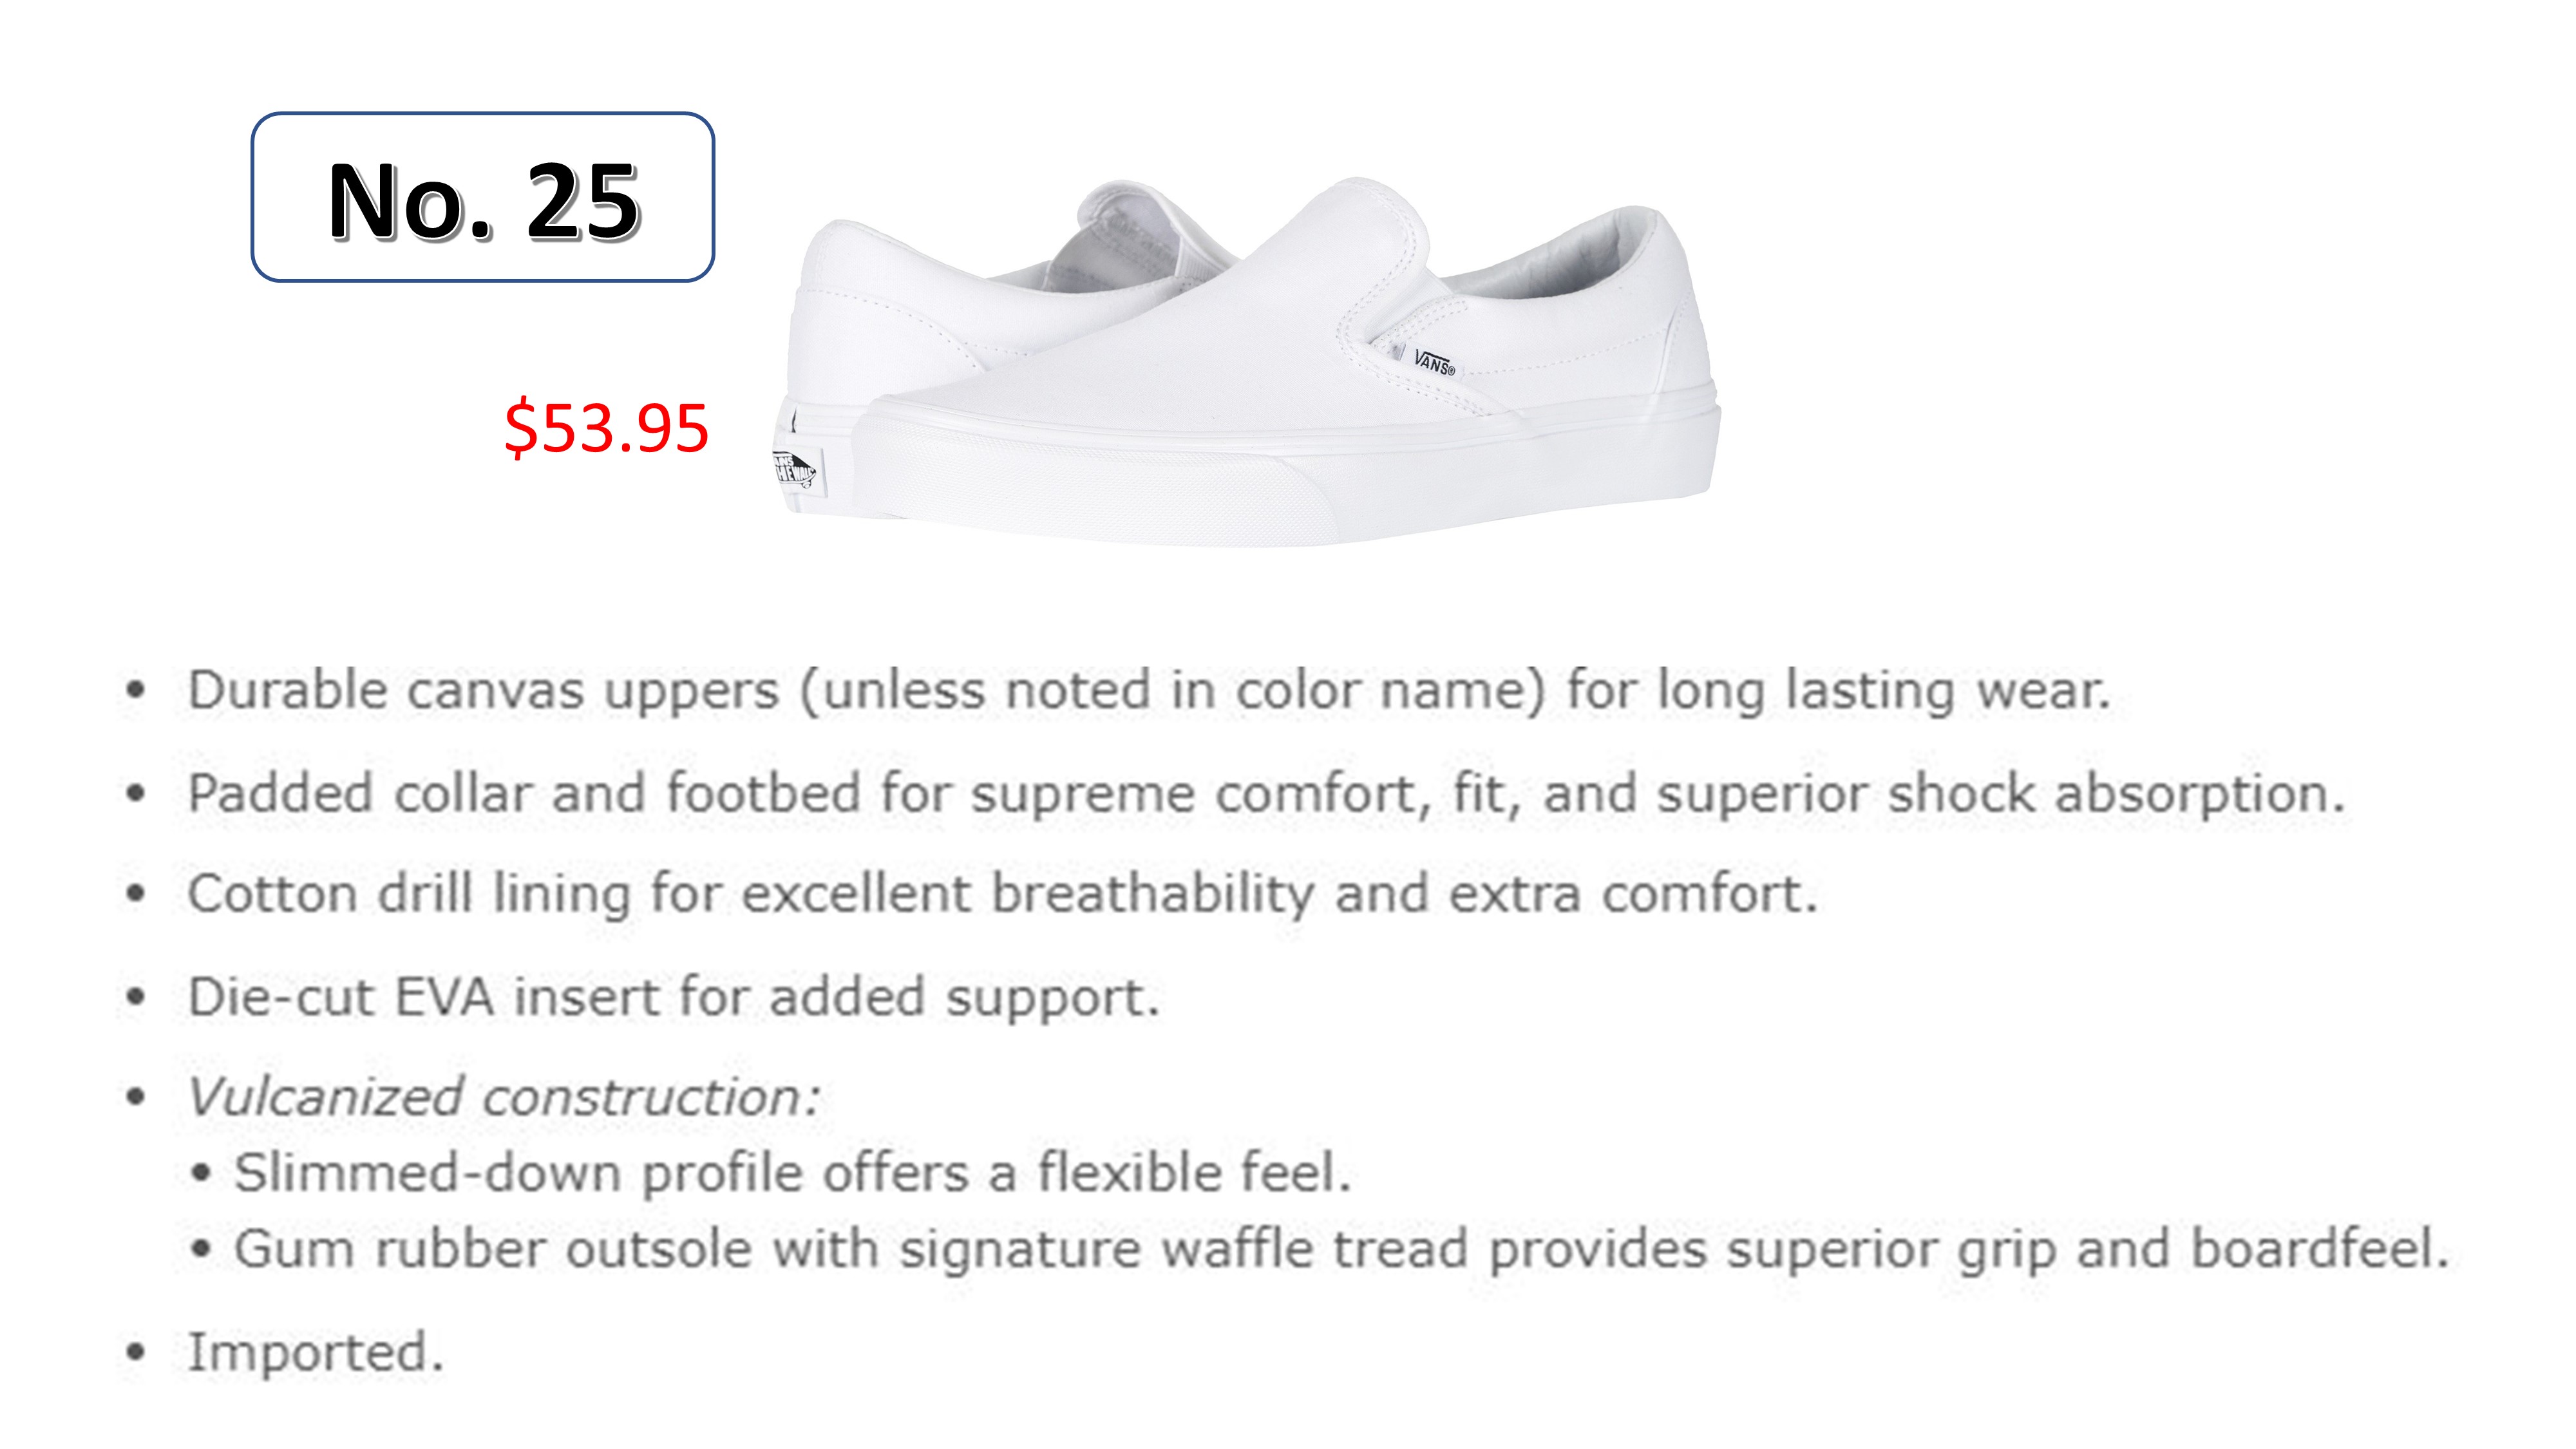 No. 25
$53.95
VANS®
• Durable canvas uppers (unless noted in color name) for long lasting wear.
• Padded collar and footbed for supreme comfort, fit, and superior shock absorption.
• Cotton drill lining for excellent breathability and extra comfort.
• Die-cut EVA insert for added support.
• Vulcanized construction:
• Slimmed-down profile offers a flexible feel.
• Gum rubber outsole with signature waffle tread provides superior grip and boardfeel.
• Imported.